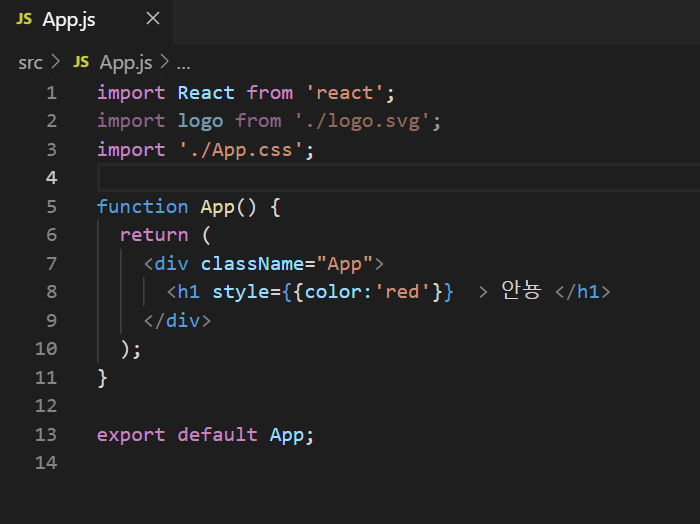 JS App.js ×
src > JS App.js > ...
1 import React from 'react';
2 import logo from './logo.svg';
3 import './App.css';
4
5 function App() {
6   return (
7     <div className="App">
8       <h1 style={{color:'red'}}  > 안뇽 </h1>
9     </div>
10   );
11 }
12
13 export default App;
14